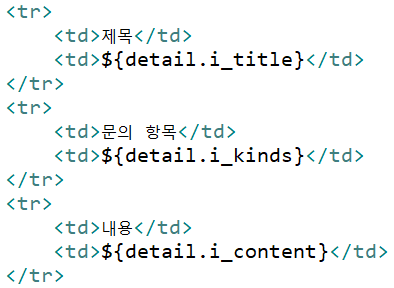 <tr>
    <td>제목</td>
    <td>${detail.i_title}</td>
</tr>
<tr>
    <td>문의 항목</td>
    <td>${detail.i_kinds}</td>
</tr>
<tr>
    <td>내용</td>
    <td>${detail.i_content}</td>
</tr>